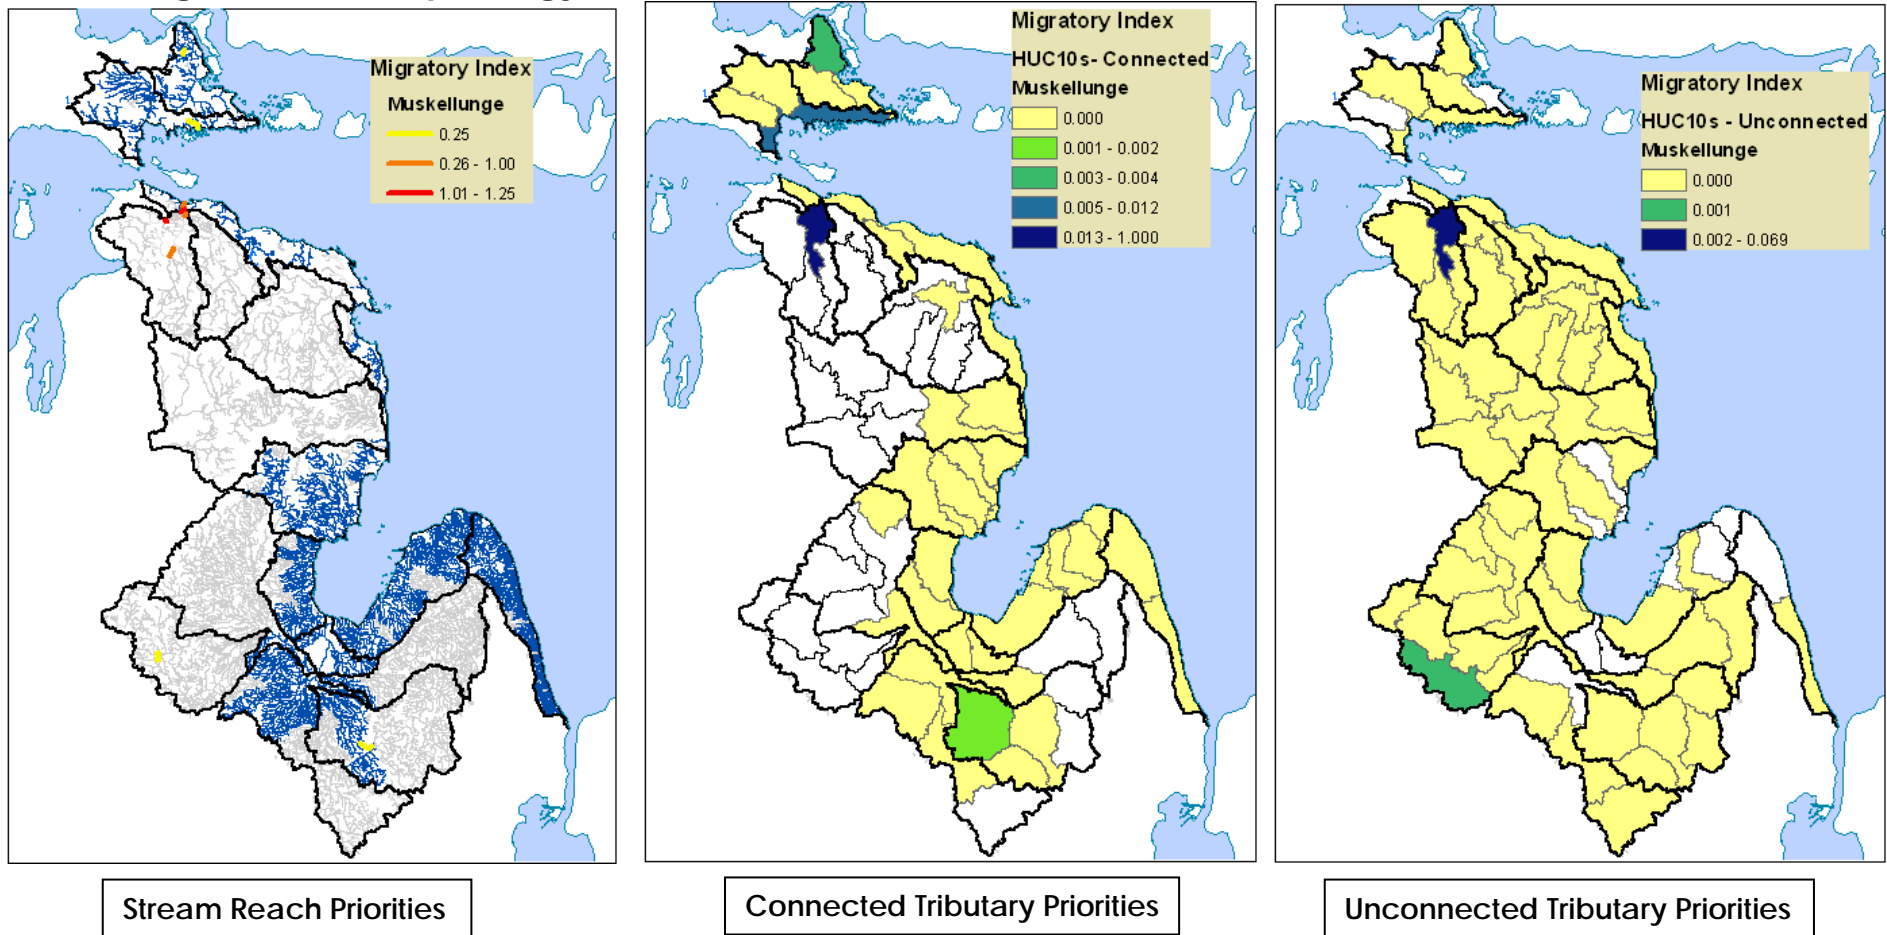 Migratory Index
Muskellunge
0.25
0.26 - 1.00
1.01 - 1.25
Stream Reach Priorities
Migratory Index
HUC10s- Connected
Muskellunge
0.000
0.001 - 0.002
0.003 - 0.004
0.005 - 0.012
0.013 - 1.000
Connected Tributary Priorities
Migratory Index
HUC10s - Unconnected
Muskellunge
0.000
0.001
0.002 - 0.069
Unconnected Tributary Priorities